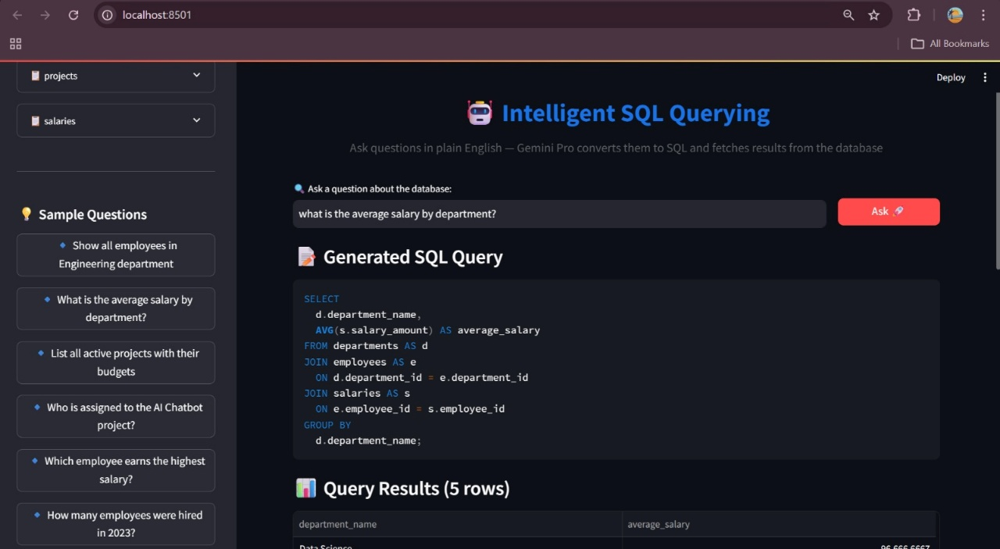 localhost:8501
All Bookmarks
projects
salaries
Sample Questions
Show all employees in
Engineering department
What is the average salary by
department?
List all active projects with their
budgets
Who is assigned to the AI Chatbot
project?
Which employee earns the highest
salary?
How many employees were hired
in 2023?
Deploy
Intelligent SQL Querying
Ask questions in plain English — Gemini Pro converts them to SQL and fetches results from the database
Ask a question about the database:
what is the average salary by department?
Ask
Generated SQL Query
SELECT
d.department_name,
AVG(s.salary_amount) AS average_salary
FROM departments AS d
JOIN employees AS e
ON d.department_id = e.department_id
JOIN salaries AS s
ON e.employee_id = s.employee_id
GROUP BY
d.department_name;
Query Results (5 rows)
department_name average_salary
Data Science 96,666.6667